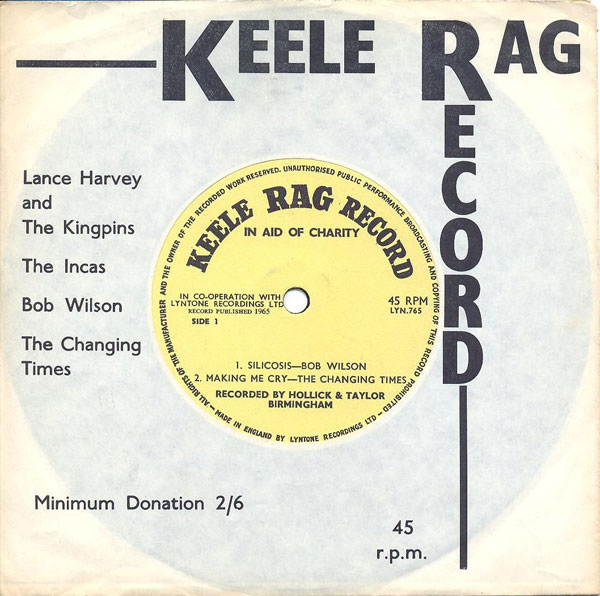 KEELE RAG
RECORD
Lance Harvey
and
The Kingpins
The Incas
Bob Wilson
The Changing
Times
Minimum Donation 2/6
45
r.p.m.
ALL RIGHTS OF THE MANUFACTURER AND THE OWNER OF THE RECORDED WORK RESERVED. UNAUTHORISED PUBLIC PERFORMANCE BROADCASTING AND COPYING OF THIS RECORD PROHIBITED
KEELE RAG RECORD
IN AID OF CHARITY
IN CO-OPERATION WITH
LYNTONE RECORDINGS LTD
RECORD PUBLISHED 1965
SIDE 1
45 RPM
LYN.765
1. SILICOSIS—BOB WILSON
2. MAKING ME CRY—THE CHANGING TIMES
RECORDED BY HOLLICK & TAYLOR
BIRMINGHAM
—MADE IN ENGLAND BY LYNTONE RECORDINGS LTD—